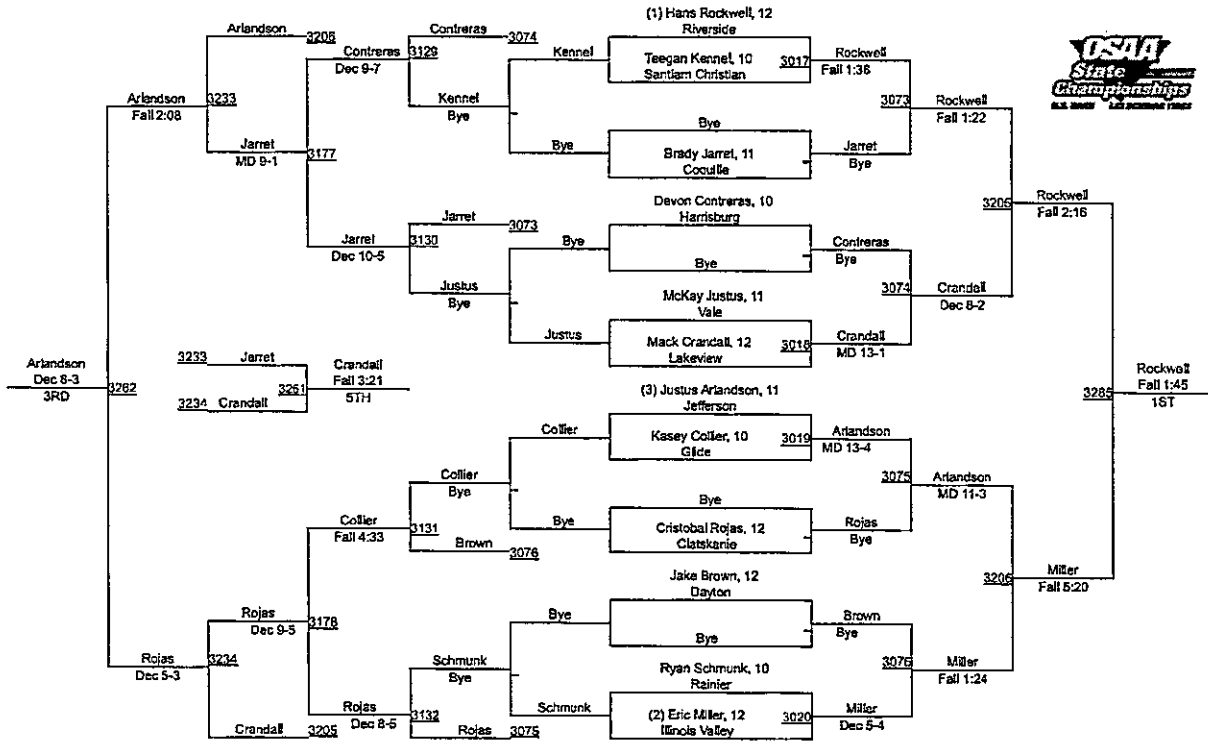 (1) Hans Rockwell, 12
Riverside
Teegan Kennel, 10
Santiam Christian
3017
Bye
Brady Jarret, 11
Coquille
Devon Contreras, 10
Harrisburg
Bye
McKay Justus, 11
Vale
Mack Crandall, 12
Lakeview
3018
(3) Justus Arlandson, 11
Jefferson
Kasey Collier, 10
Glide
3019
Bye
Cristobal Rojas, 12
Clatskanie
Jake Brown, 12
Dayton
Bye
Ryan Schmunk, 10
Rainier
(2) Eric Miller, 12
Illinois Valley
3020
Rockwell
Fall 1:36
Jarret
Bye
Contreras
Bye
Crandall
MD 13-1
Arlandson
MD 13-4
Rojas
Bye
Brown
Bye
Miller
Dec 5-4
3073
Rockwell
Fall 1:22
3074
Crandall
Dec 8-2
3075
Arlandson
MD 11-3
3076
Miller
Fall 1:24
3205
Rockwell
Fall 2:16
3206
Miller
Fall 5:20
3285
Rockwell
Fall 1:45
1ST
OSAA
State
Championships
Kennel
Bye
Bye
Justus
Collier
Bye
Bye
Schmunk
Contreras
3074
Kennel
Bye
Jarret
3073
Justus
Bye
Collier
Bye
Brown
3076
Schmunk
Bye
Rojas
3075
3129
Contreras
Dec 9-7
3130
Jarret
Dec 10-5
3131
Collier
Fall 4:33
3132
Rojas
Dec 8-5
Arlandson
3206
3177
Jarret
MD 9-1
3178
Rojas
Dec 9-5
Crandall
3205
3233
Arlandson
Fall 2:08
3234
Rojas
Dec 5-3
3262
Arlandson
Dec 8-3
3RD
3233
Jarret
3234
Crandall
3261
Crandall
Fall 3:21
5TH